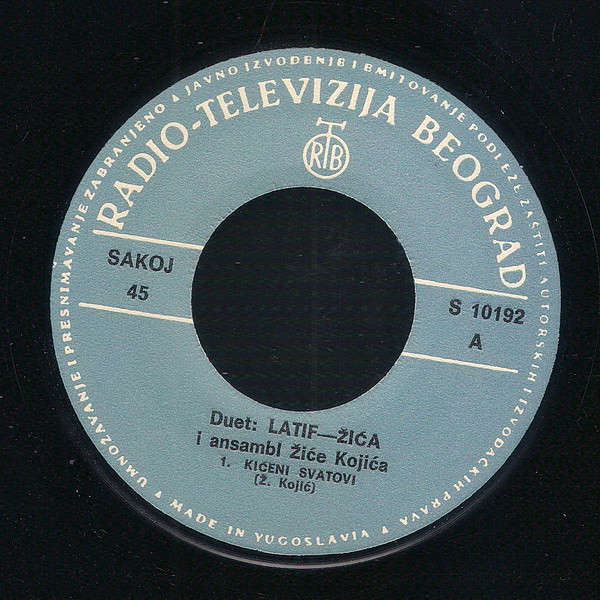 UMNOŽAVANJE I PRESNIMAVANJE ZABRANJENO ▲ JAVNO IZVOĐENJE I EMITOVANJE PODLEŽE ZAŠTITI AUTORSKIH I IZVOĐAČKIH PRAVA ▲ MADE IN YUGOSLAVIA ▲
RADIO-TELEVIZIJA BEOGRAD
RTB
SAKOJ
45
S 10192
A
Duet: LATIF—ŽIĆA
i ansambl Žiće Kojića
1. KIĆENI SVATOVI
(Ž. Kojić)